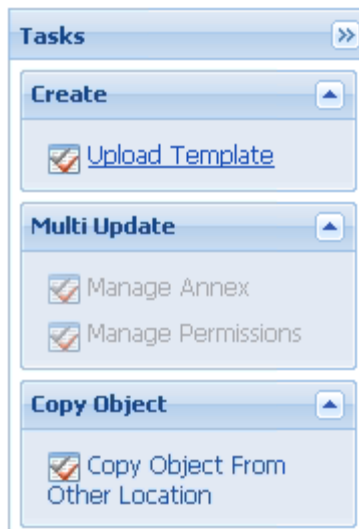 Tasks
Create
Upload Template
Multi Update
Manage Annex
Manage Permissions
Copy Object
Copy Object From
Other Location